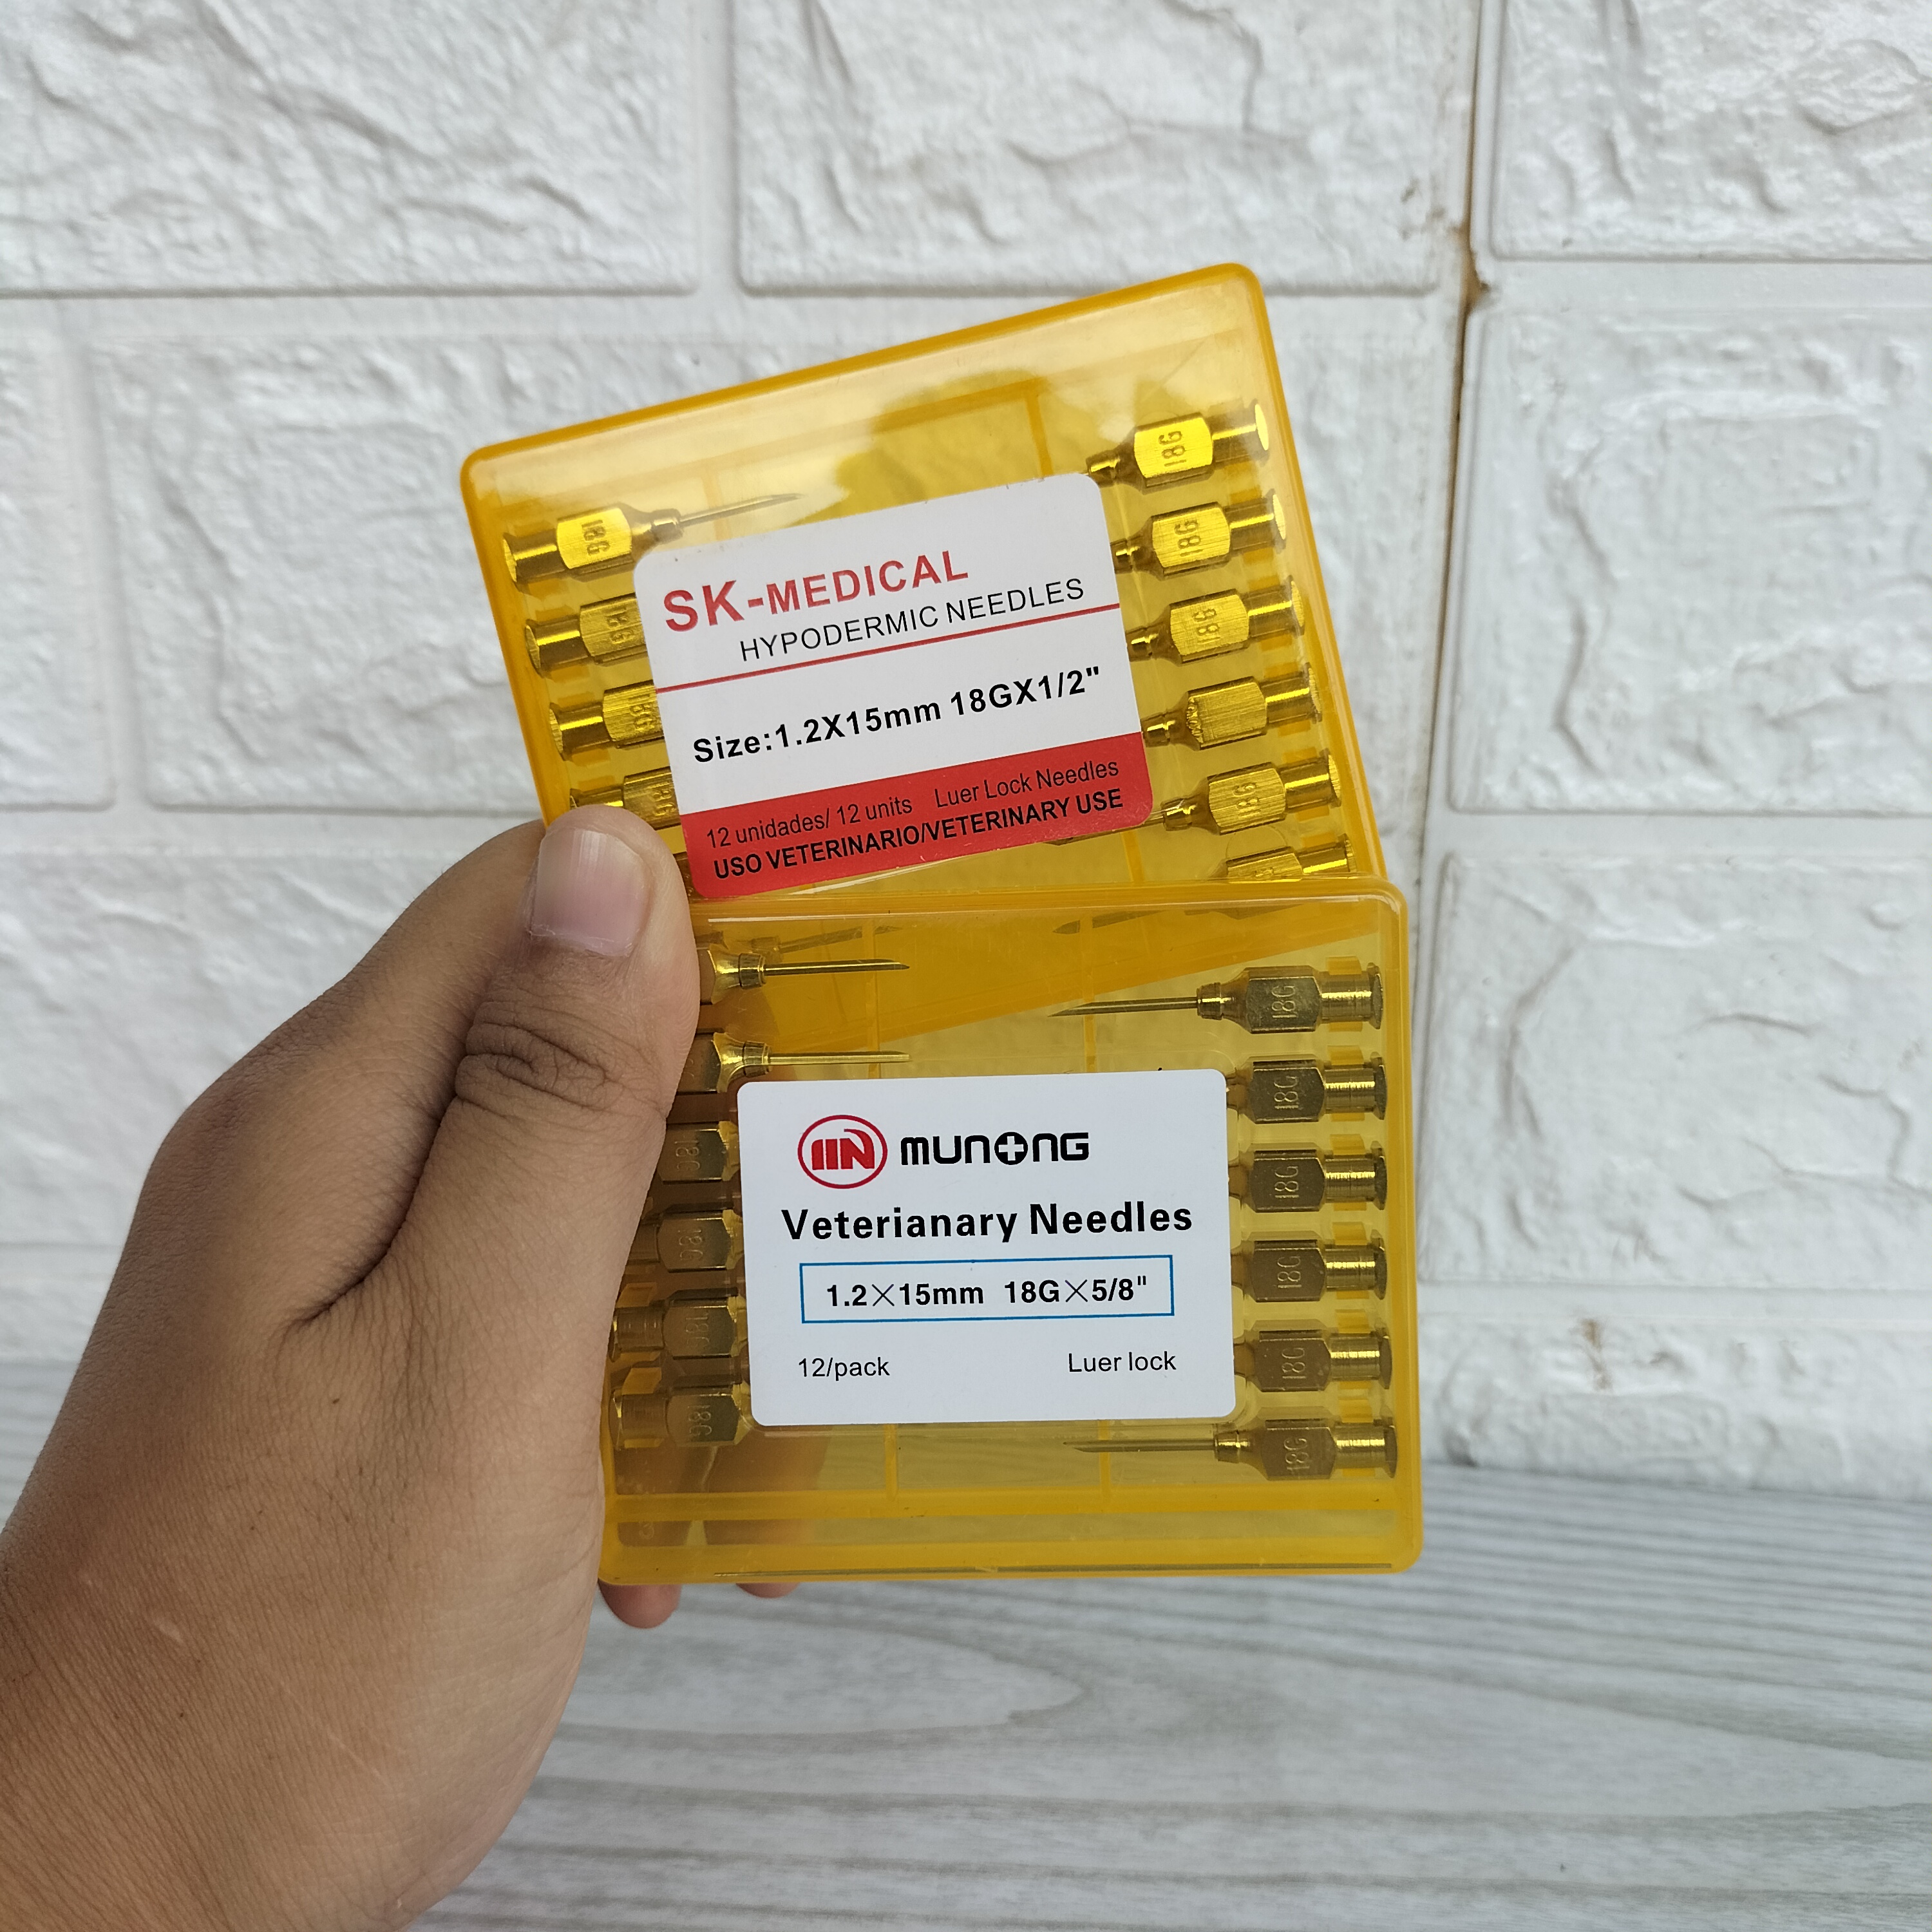 SK-MEDICAL
HYPODERMIC NEEDLES
Size:1.2X15mm 18GX1/2"
12 unidades/ 12 units Luer Lock Needles
USO VETERINARIO/VETERINARY USE
18G
18G
18G
18G
18G
18G
MUNONG
Veterianary Needles
1.2×15mm 18G×5/8"
12/pack Luer lock
18G
18G
18G
18G
18G
18G